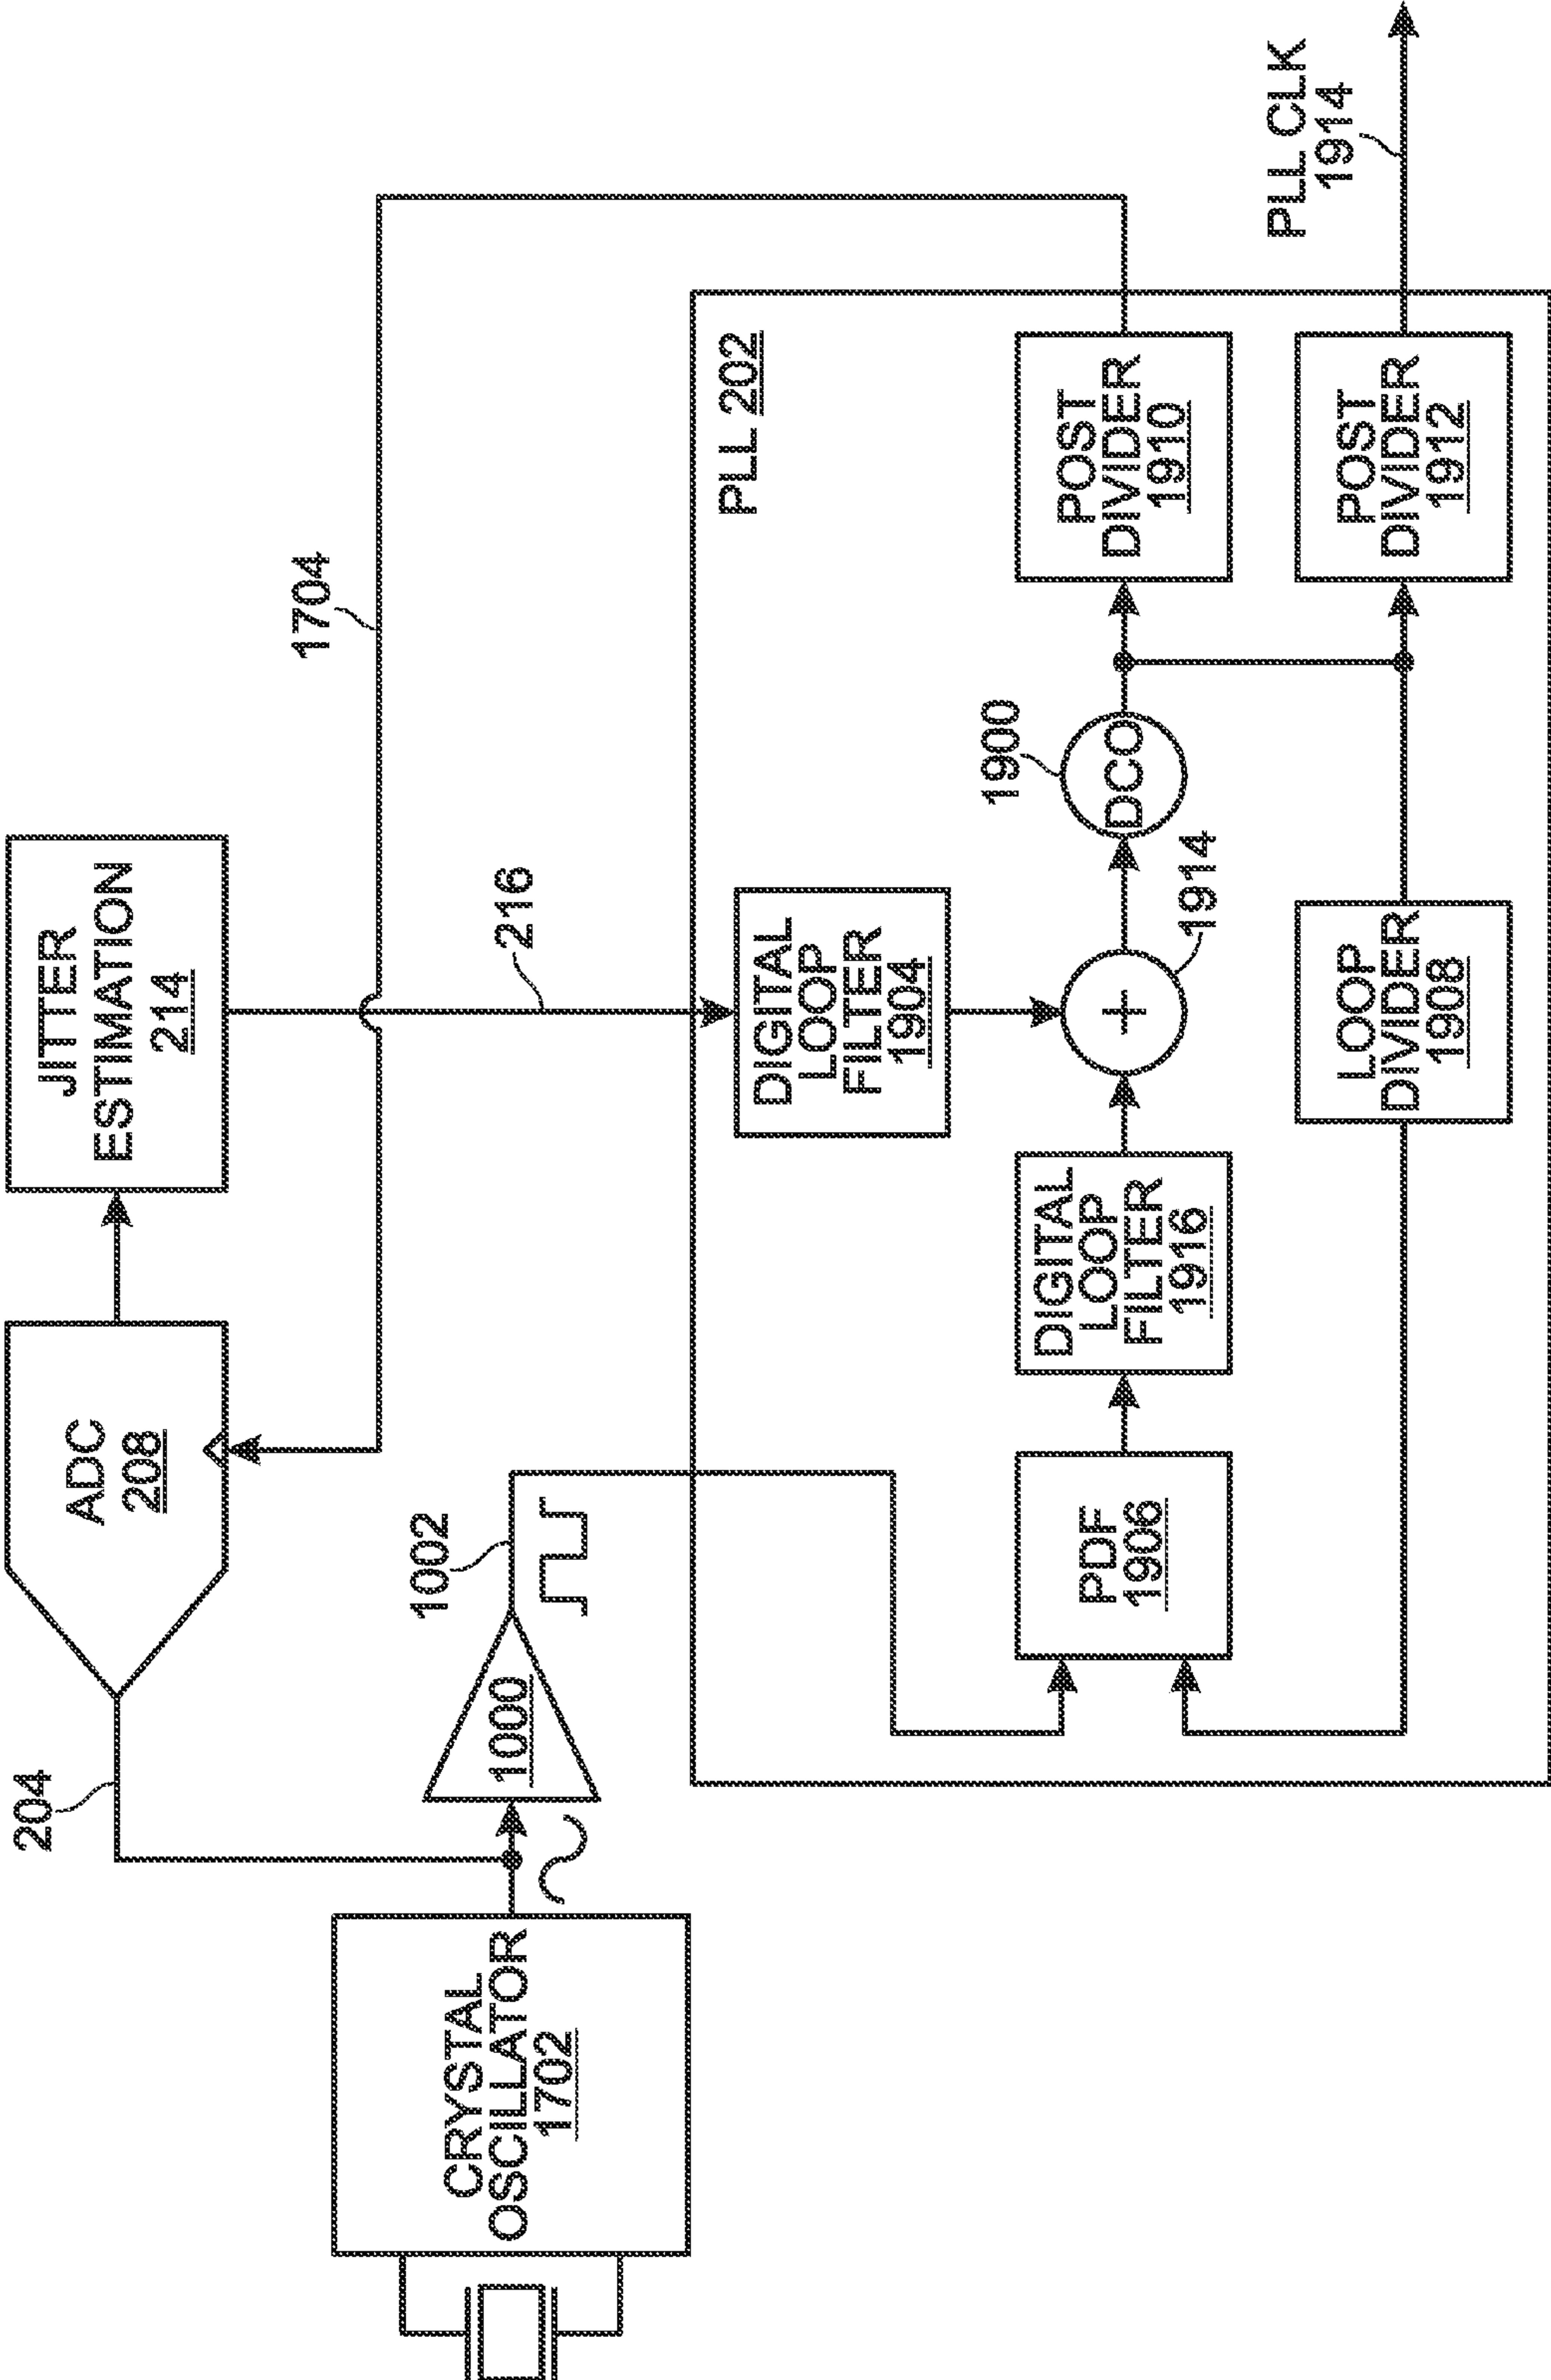 204
ADC
208
JITTER
ESTIMATION
214
1704
216
CRYSTAL
OSCILLATOR
1702
1000
1002
PLL 202
DIGITAL
LOOP
FILTER
1904
1900
DCO
PDF
1906
DIGITAL
LOOP
FILTER
1916
+
1914
POST
DIVIDER
1910
LOOP
DIVIDER
1908
POST
DIVIDER
1912
PLL CLK
1914